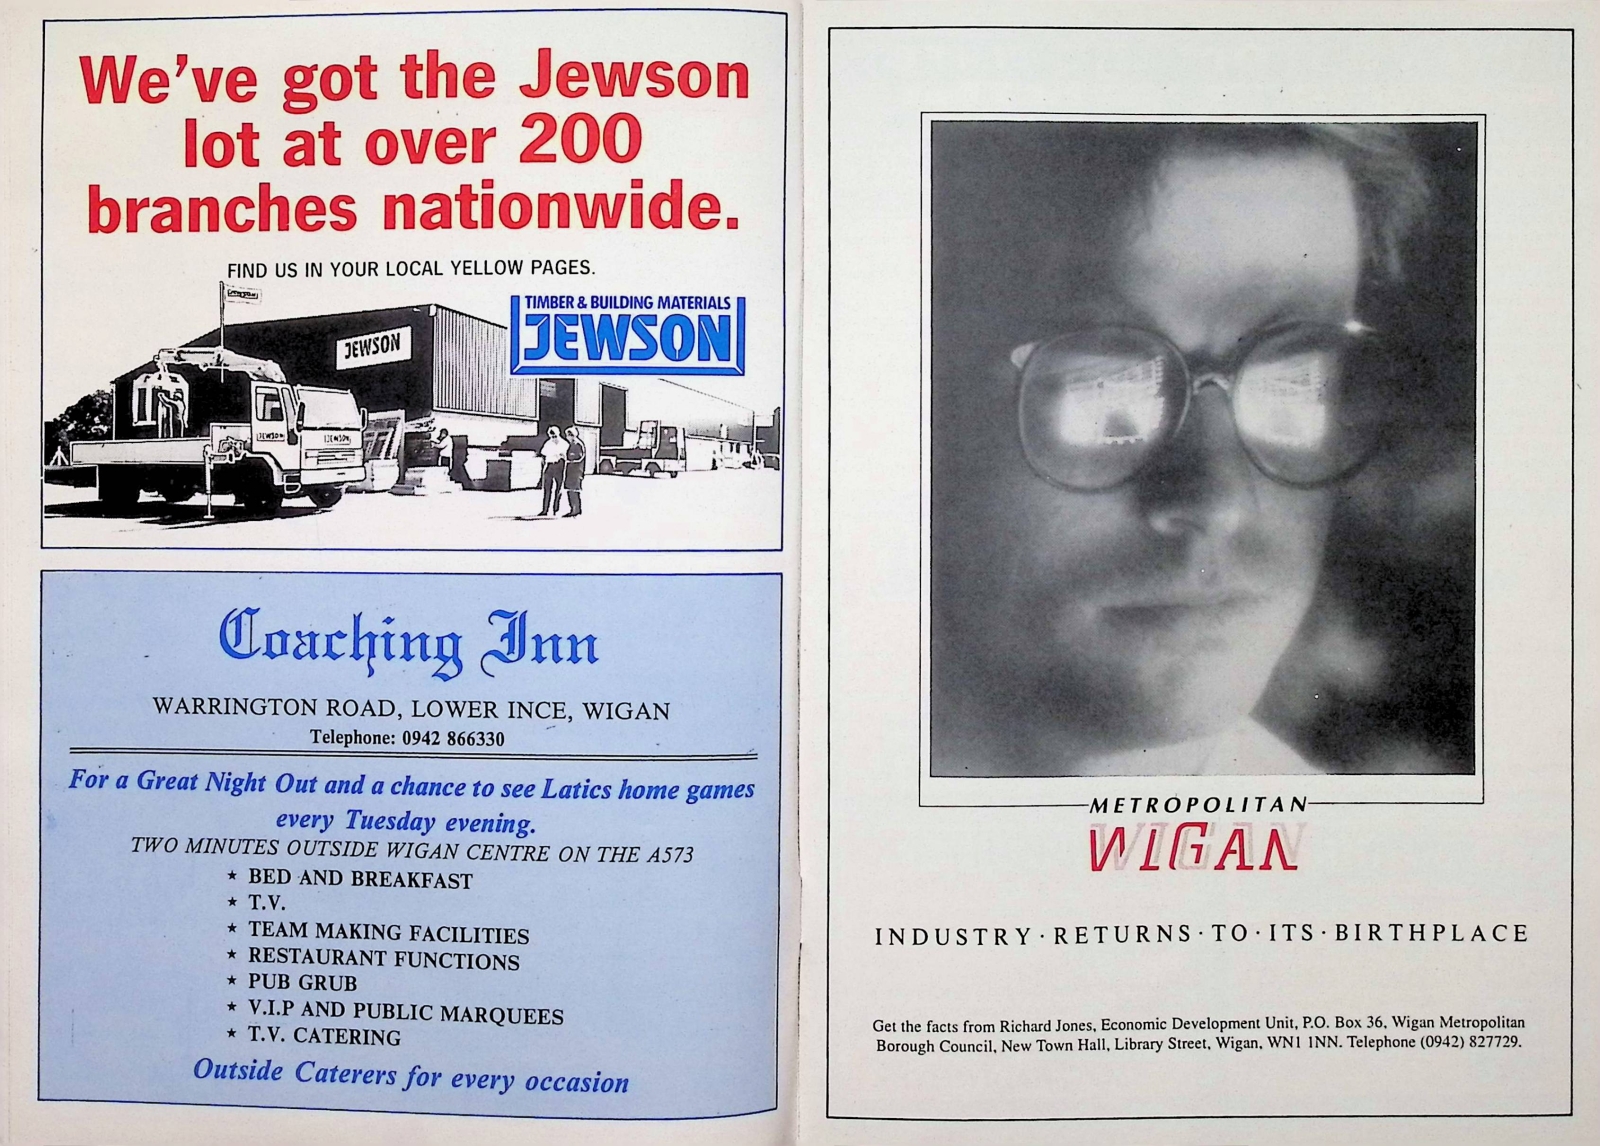 We've got the Jewson
lot at over 200
branches nationwide.
FIND US IN YOUR LOCAL YELLOW PAGES.
TIMBER & BUILDING MATERIALS
JEWSON
JEWSON
JEWSON
JEWSON
Coaching Inn
WARRINGTON ROAD, LOWER INCE, WIGAN
Telephone: 0942 866330
For a Great Night Out and a chance to see Latics home games
every Tuesday evening.
TWO MINUTES OUTSIDE WIGAN CENTRE ON THE A573
★ BED AND BREAKFAST
★ T.V.
★ TEAM MAKING FACILITIES
★ RESTAURANT FUNCTIONS
★ PUB GRUB
★ V.I.P AND PUBLIC MARQUEES
★ T.V. CATERING
Outside Caterers for every occasion
METROPOLITAN
WIGAN
INDUSTRY·RETURNS·TO·ITS·BIRTHPLACE
Get the facts from Richard Jones, Economic Development Unit, P.O. Box 36, Wigan Metropolitan
Borough Council, New Town Hall, Library Street, Wigan, WN1 1NN. Telephone (0942) 827729.